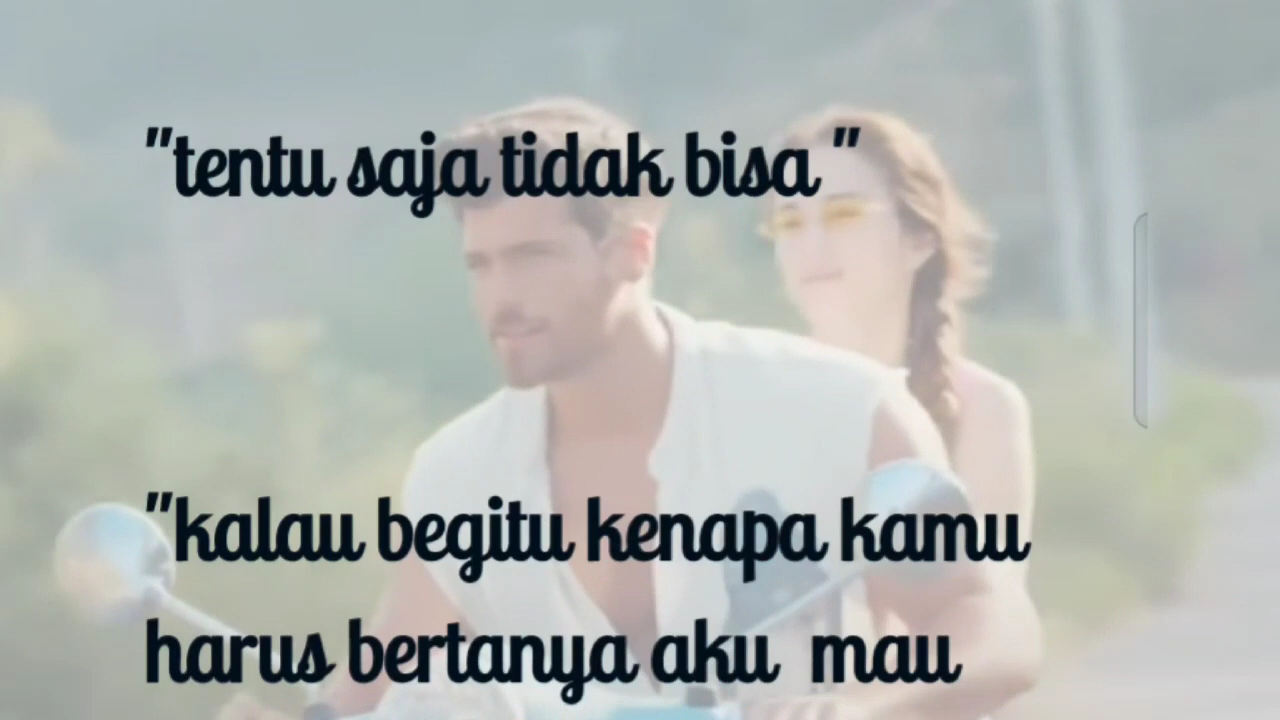 "tentu saja tidak bisa "
"kalau begitu kenapa kamu
harus bertanya aku  mau